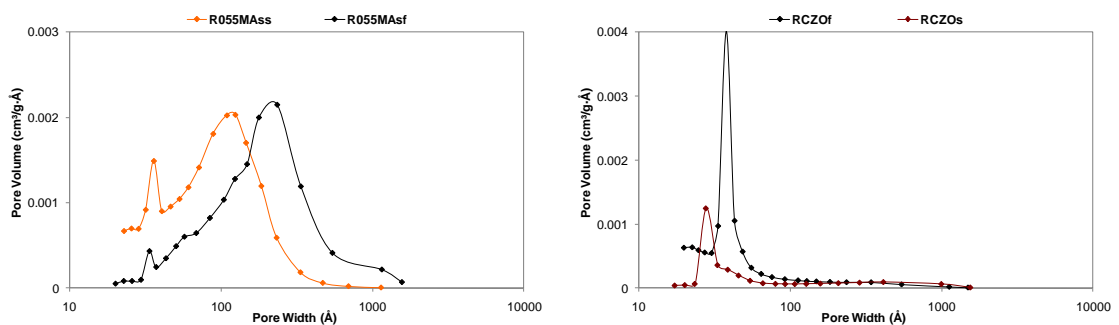 R055MAss R055MAsf
0.003
0.002
0.001
0
Pore Volume (cm³/g·Å)
10 100 1000 10000
Pore Width (Å)
RCZOf RCZOs
0.004
0.003
0.002
0.001
0
Pore Volume (cm³/g·Å)
10 100 1000 10000
Pore Width (Å)